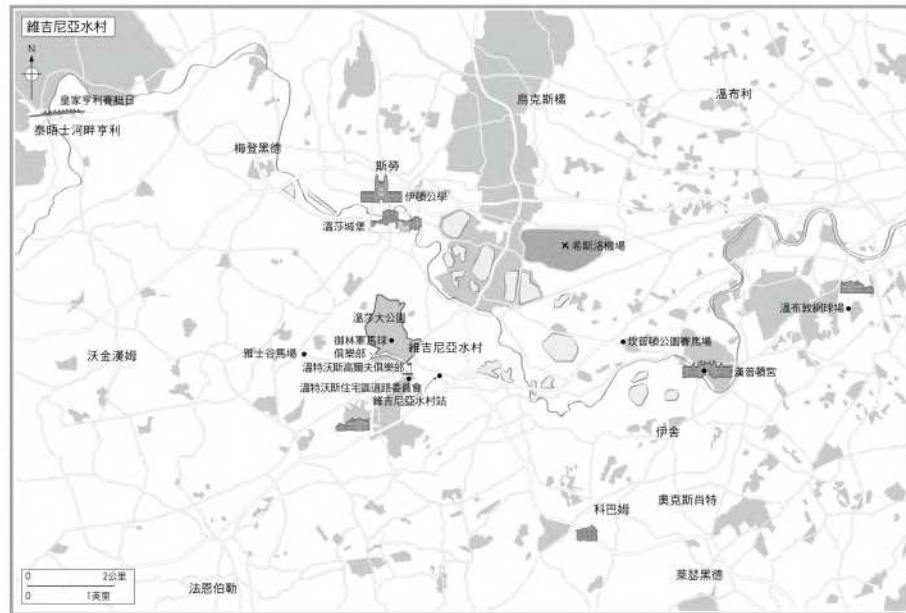 維吉尼亞水村
N
皇家亨利賽艇日
泰晤士河畔亨利
烏克斯橋
溫布利
梅登黑德
斯勞
伊頓公學
溫莎城堡
希斯洛機場
溫莎大公園
溫布敦網球場
御林軍馬球
俱樂部
維吉尼亞水村
坎普頓公園賽馬場
沃金漢姆
雅士谷馬場
溫特沃斯高爾夫俱樂部
漢普頓宮
溫特沃斯住宅區道路委員會
維吉尼亞水村站
伊舍
科巴姆
奧克斯尚特
0 2公里
0 1英里
法恩伯勒
萊瑟黑德